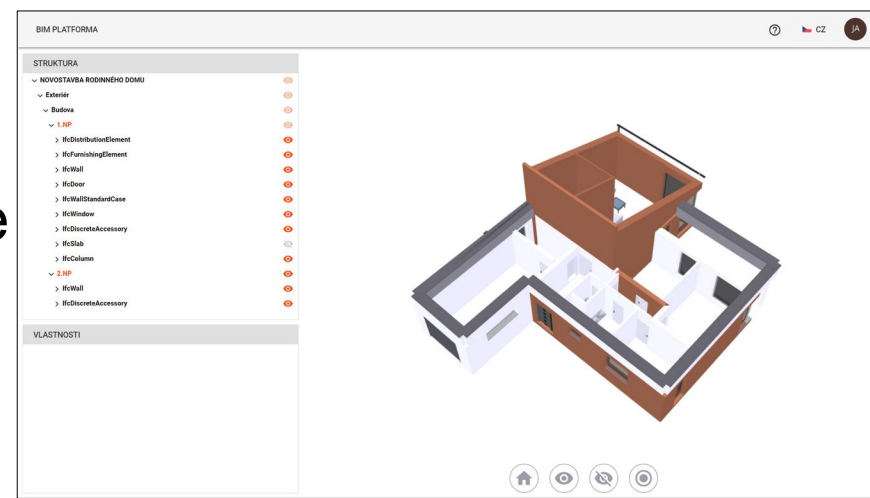 BIM PLATFORMA
CZ
JA
STRUKTURA
NOVOSTAVBA RODINNÉHO DOMU
Exteriér
Budova
1.NP
IfcDistributionElement
IfcFurnishingElement
IfcWall
IfcDoor
IfcWallStandardCase
IfcWindow
IfcDiscreteAccessory
IfcSlab
IfcColumn
2.NP
IfcWall
IfcDiscreteAccessory
VLASTNOSTI
e